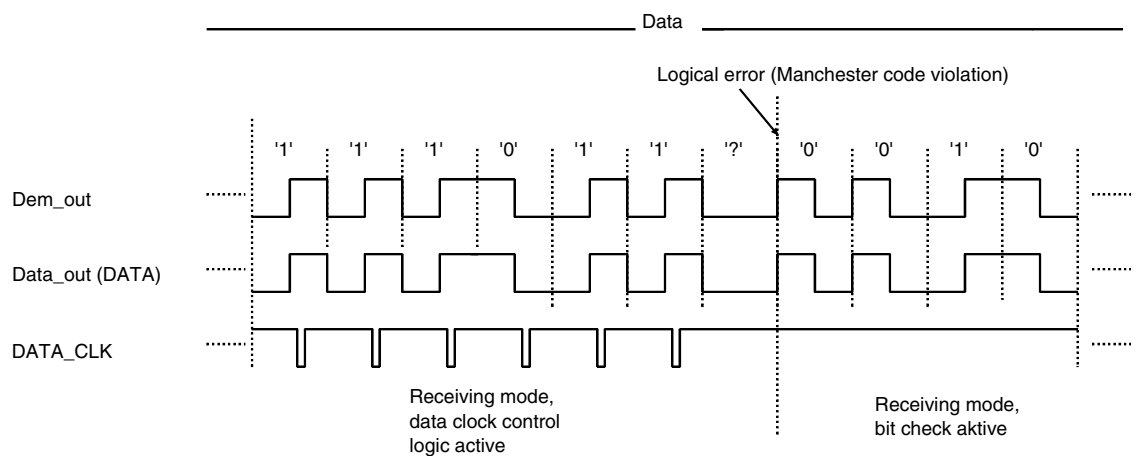 Data
Logical error (Manchester code violation)
'1' '1' '1' '0' '1' '1' '?' '0' '0' '1' '0'
Dem_out
Data_out (DATA)
DATA_CLK
Receiving mode,
data clock control
logic active
Receiving mode,
bit check aktive